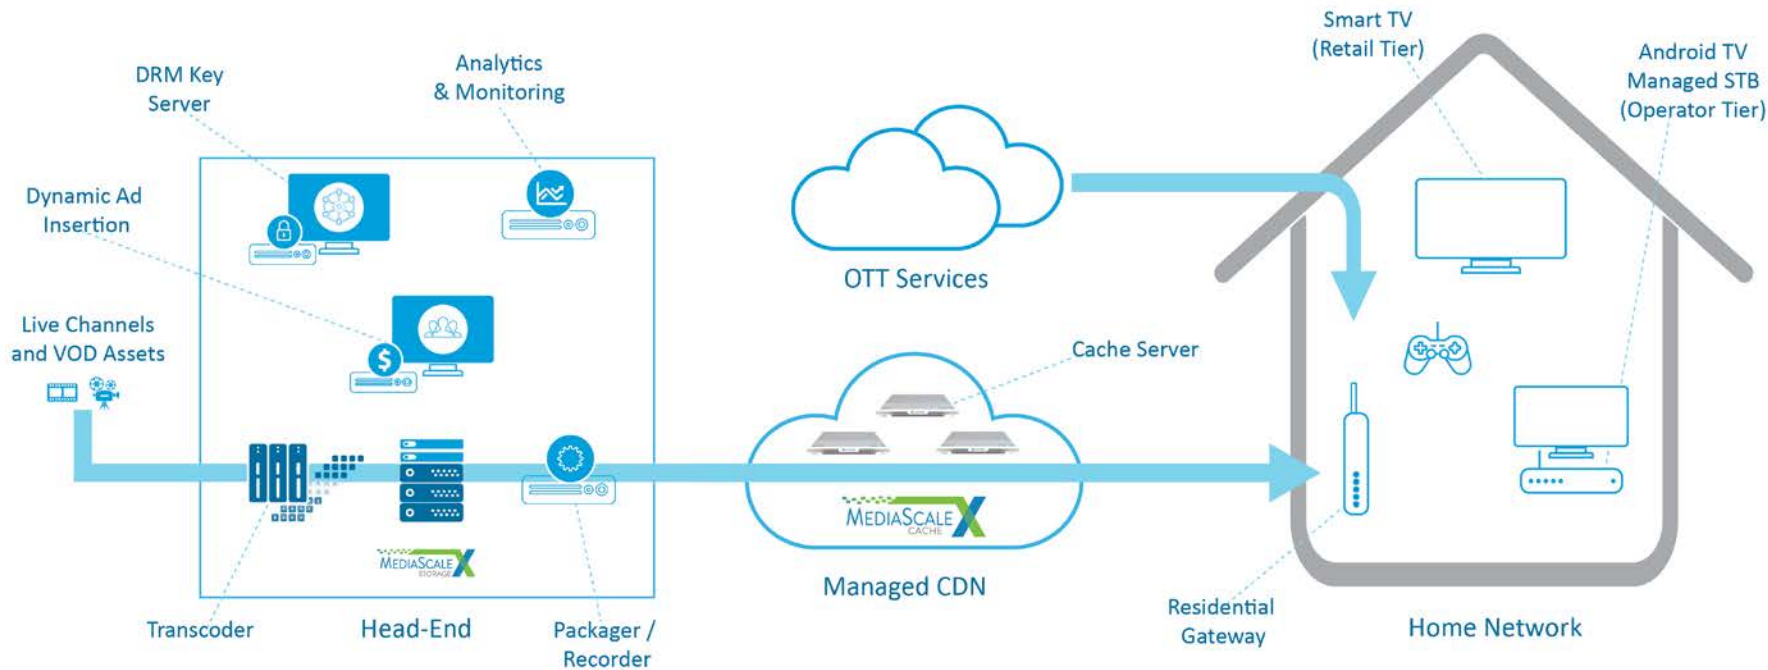 DRM Key
Server
Analytics
& Monitoring
Dynamic Ad
Insertion
Live Channels
and VOD Assets
$
MEDIASCALE X
STORAGE
Transcoder
Head-End
Packager /
Recorder
OTT Services
Cache Server
MEDIASCALE X
CACHE
Managed CDN
Smart TV
(Retail Tier)
Android TV
Managed STB
(Operator Tier)
Residential
Gateway
Home Network